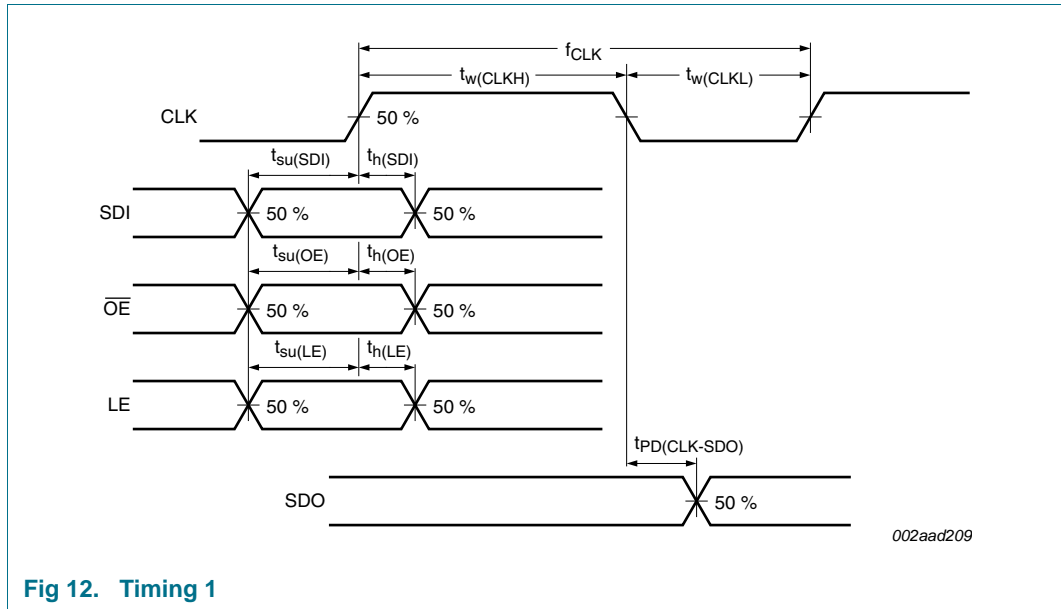 fCLK
tw(CLKH) tw(CLKL)
CLK 50 %
tsu(SDI) th(SDI)
SDI 50 % 50 %
tsu(OE) th(OE)
OE 50 % 50 %
tsu(LE) th(LE)
LE 50 % 50 %
tPD(CLK-SDO)
SDO 50 %
002aad209
Fig 12. Timing 1